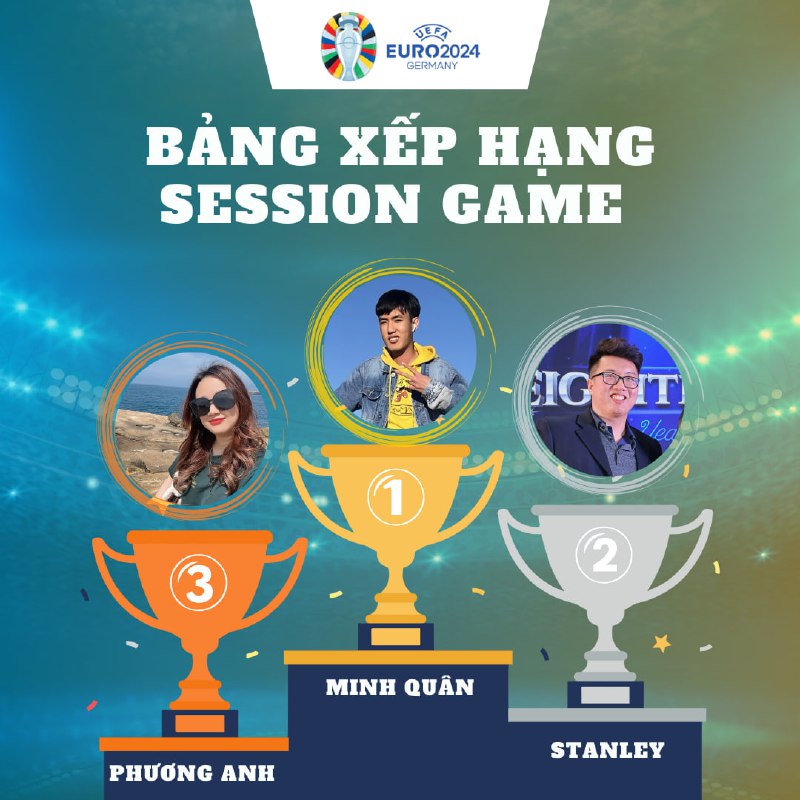 UEFA
EURO2024
GERMANY
BẢNG XẾP HẠNG
SESSION GAME
1
2
3
MINH QUÂN
STANLEY
PHƯƠNG ANH